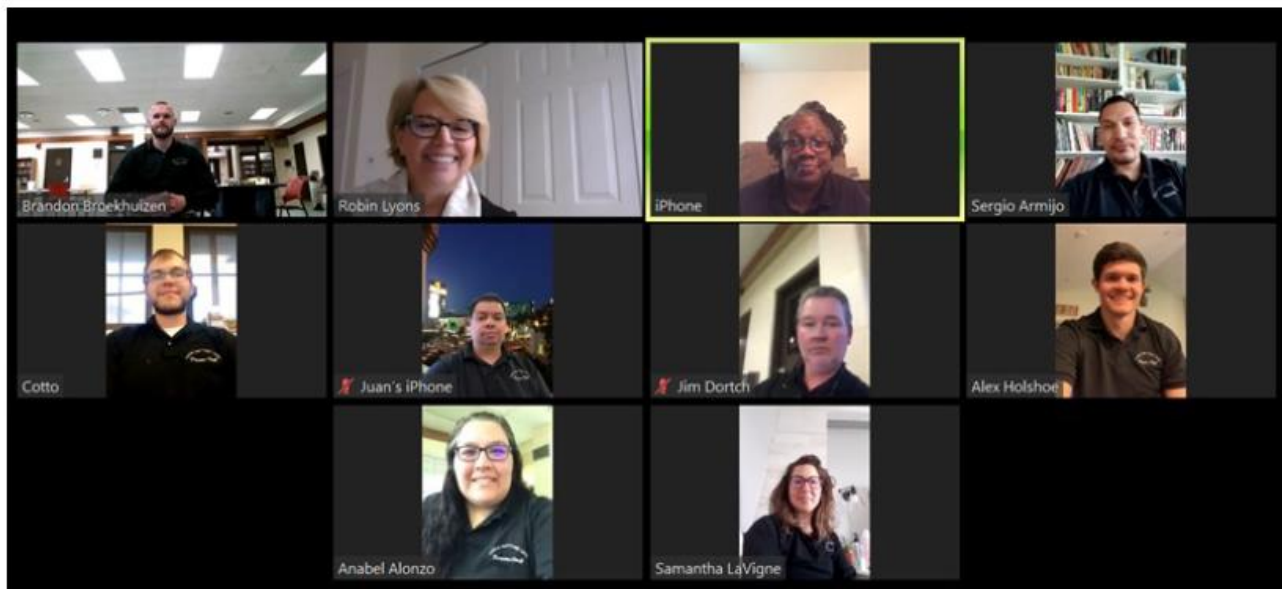 Brandon Broekhuizen
Robin Lyons
iPhone
Sergio Armijo
Cotto
Juan's iPhone
Jim Dortch
Alex Holshoe
Anabel Alonzo
Samantha LaVigne